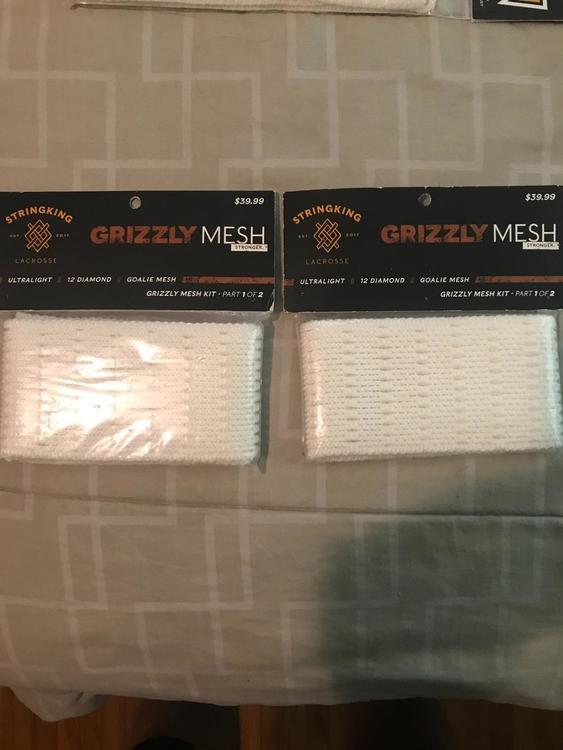 $39.99
STRINGKING
EST. 2011
LACROSSE
GRIZZLY MESH
STRONGER.
ULTRALIGHT || 12 DIAMOND || GOALIE MESH
GRIZZLY MESH KIT • PART 1 OF 2
$39.99
STRINGKING
EST. 2011
LACROSSE
GRIZZLY MESH
STRONGER.
ULTRALIGHT || 12 DIAMOND || GOALIE MESH
GRIZZLY MESH KIT • PART 1 OF 2